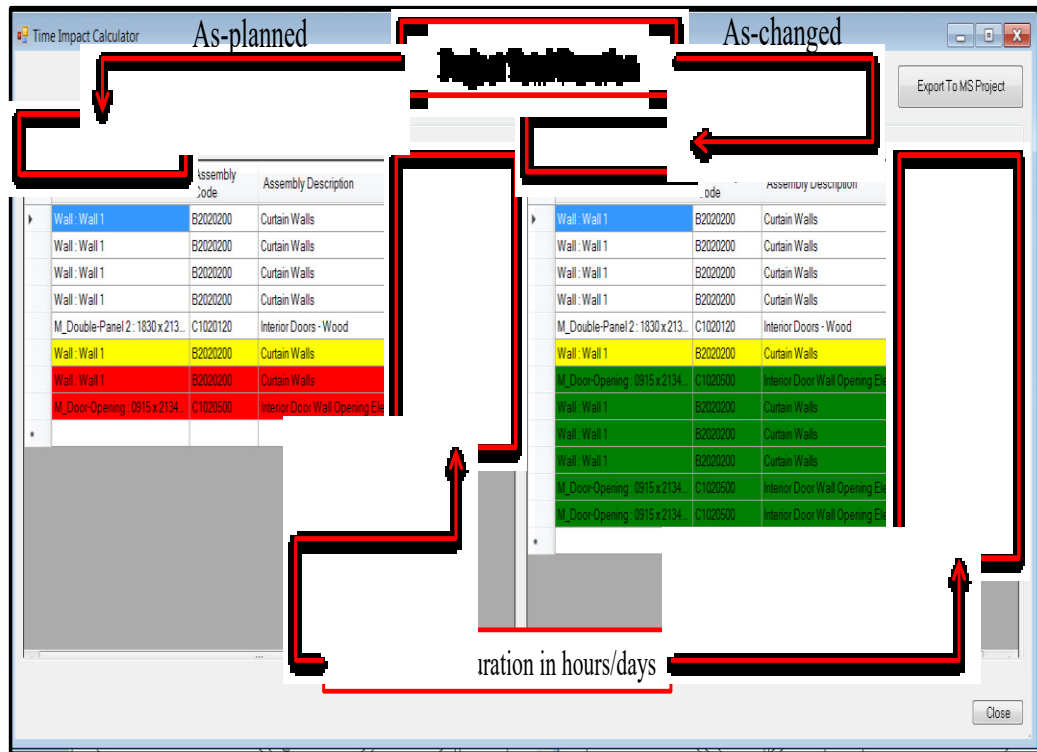 Time Impact Calculator
As-planned
As-changed
Export To MS Project
Assembly Code
Assembly Description
Wall : Wall 1 B2020200 Curtain Walls
Wall : Wall 1 B2020200 Curtain Walls
Wall : Wall 1 B2020200 Curtain Walls
Wall : Wall 1 B2020200 Curtain Walls
M_Double-Panel 2 : 1830 x 213... C1020120 Interior Doors - Wood
Wall : Wall 1 B2020200 Curtain Walls
Wall : Wall 1 B2020200 Curtain Walls
M_Door-Opening : 0915 x 2134... C1020500 Interior Door Wall Opening Ele
Code
Assembly Description
Wall : Wall 1 B2020200 Curtain Walls
Wall : Wall 1 B2020200 Curtain Walls
Wall : Wall 1 B2020200 Curtain Walls
Wall : Wall 1 B2020200 Curtain Walls
M_Double-Panel 2 : 1830 x 213... C1020120 Interior Doors - Wood
Wall : Wall 1 B2020200 Curtain Walls
M_Door-Opening : 0915 x 2134... C1020500 Interior Door Wall Opening Ele
Wall : Wall 1 B2020200 Curtain Walls
Wall : Wall 1 B2020200 Curtain Walls
Wall : Wall 1 B2020200 Curtain Walls
M_Door-Opening : 0915 x 2134... C1020500 Interior Door Wall Opening Ele
M_Door-Opening : 0915 x 2134... C1020500 Interior Door Wall Opening Ele
uration in hours/days
Close